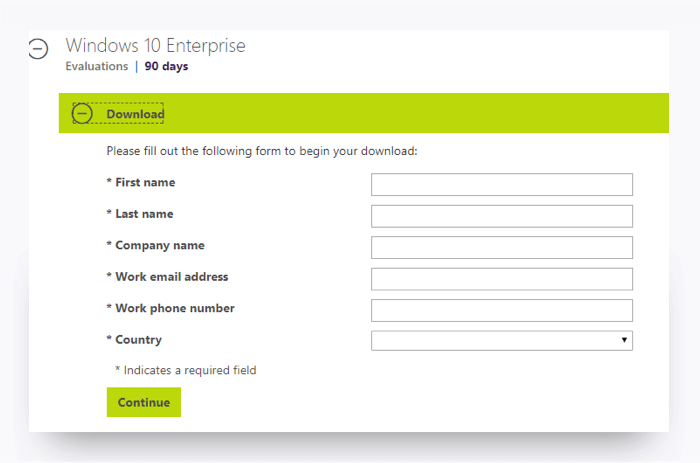 Windows 10 Enterprise
Evaluations | 90 days
Download
Please fill out the following form to begin your download:
* First name
* Last name
* Company name
* Work email address
* Work phone number
* Country
* Indicates a required field
Continue